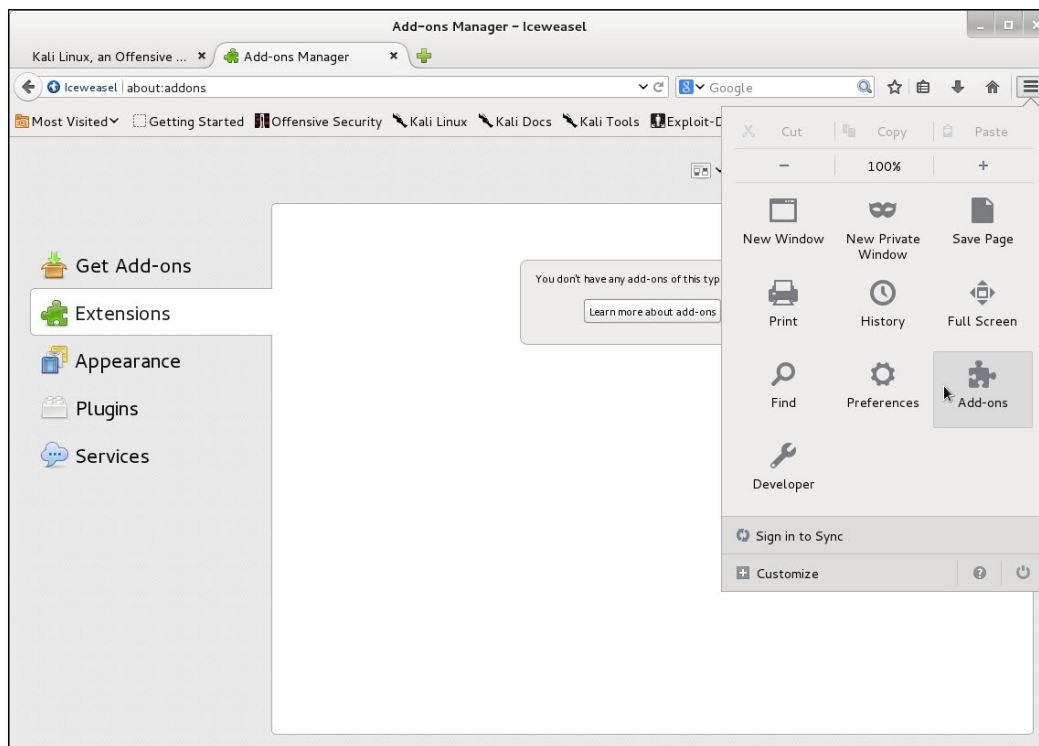 Add-ons Manager - Iceweasel
Kali Linux, an Offensive ...
Add-ons Manager
Iceweasel about:addons
Google
Most Visited Getting Started Offensive Security Kali Linux Kali Docs Kali Tools Exploit-D
Cut Copy Paste
100%
New Window New Private Window Save Page
Print History Full Screen
Find Preferences Add-ons
Developer
Sign in to Sync
Customize
Get Add-ons
Extensions
Appearance
Plugins
Services
You don't have any add-ons of this typ
Learn more about add-ons